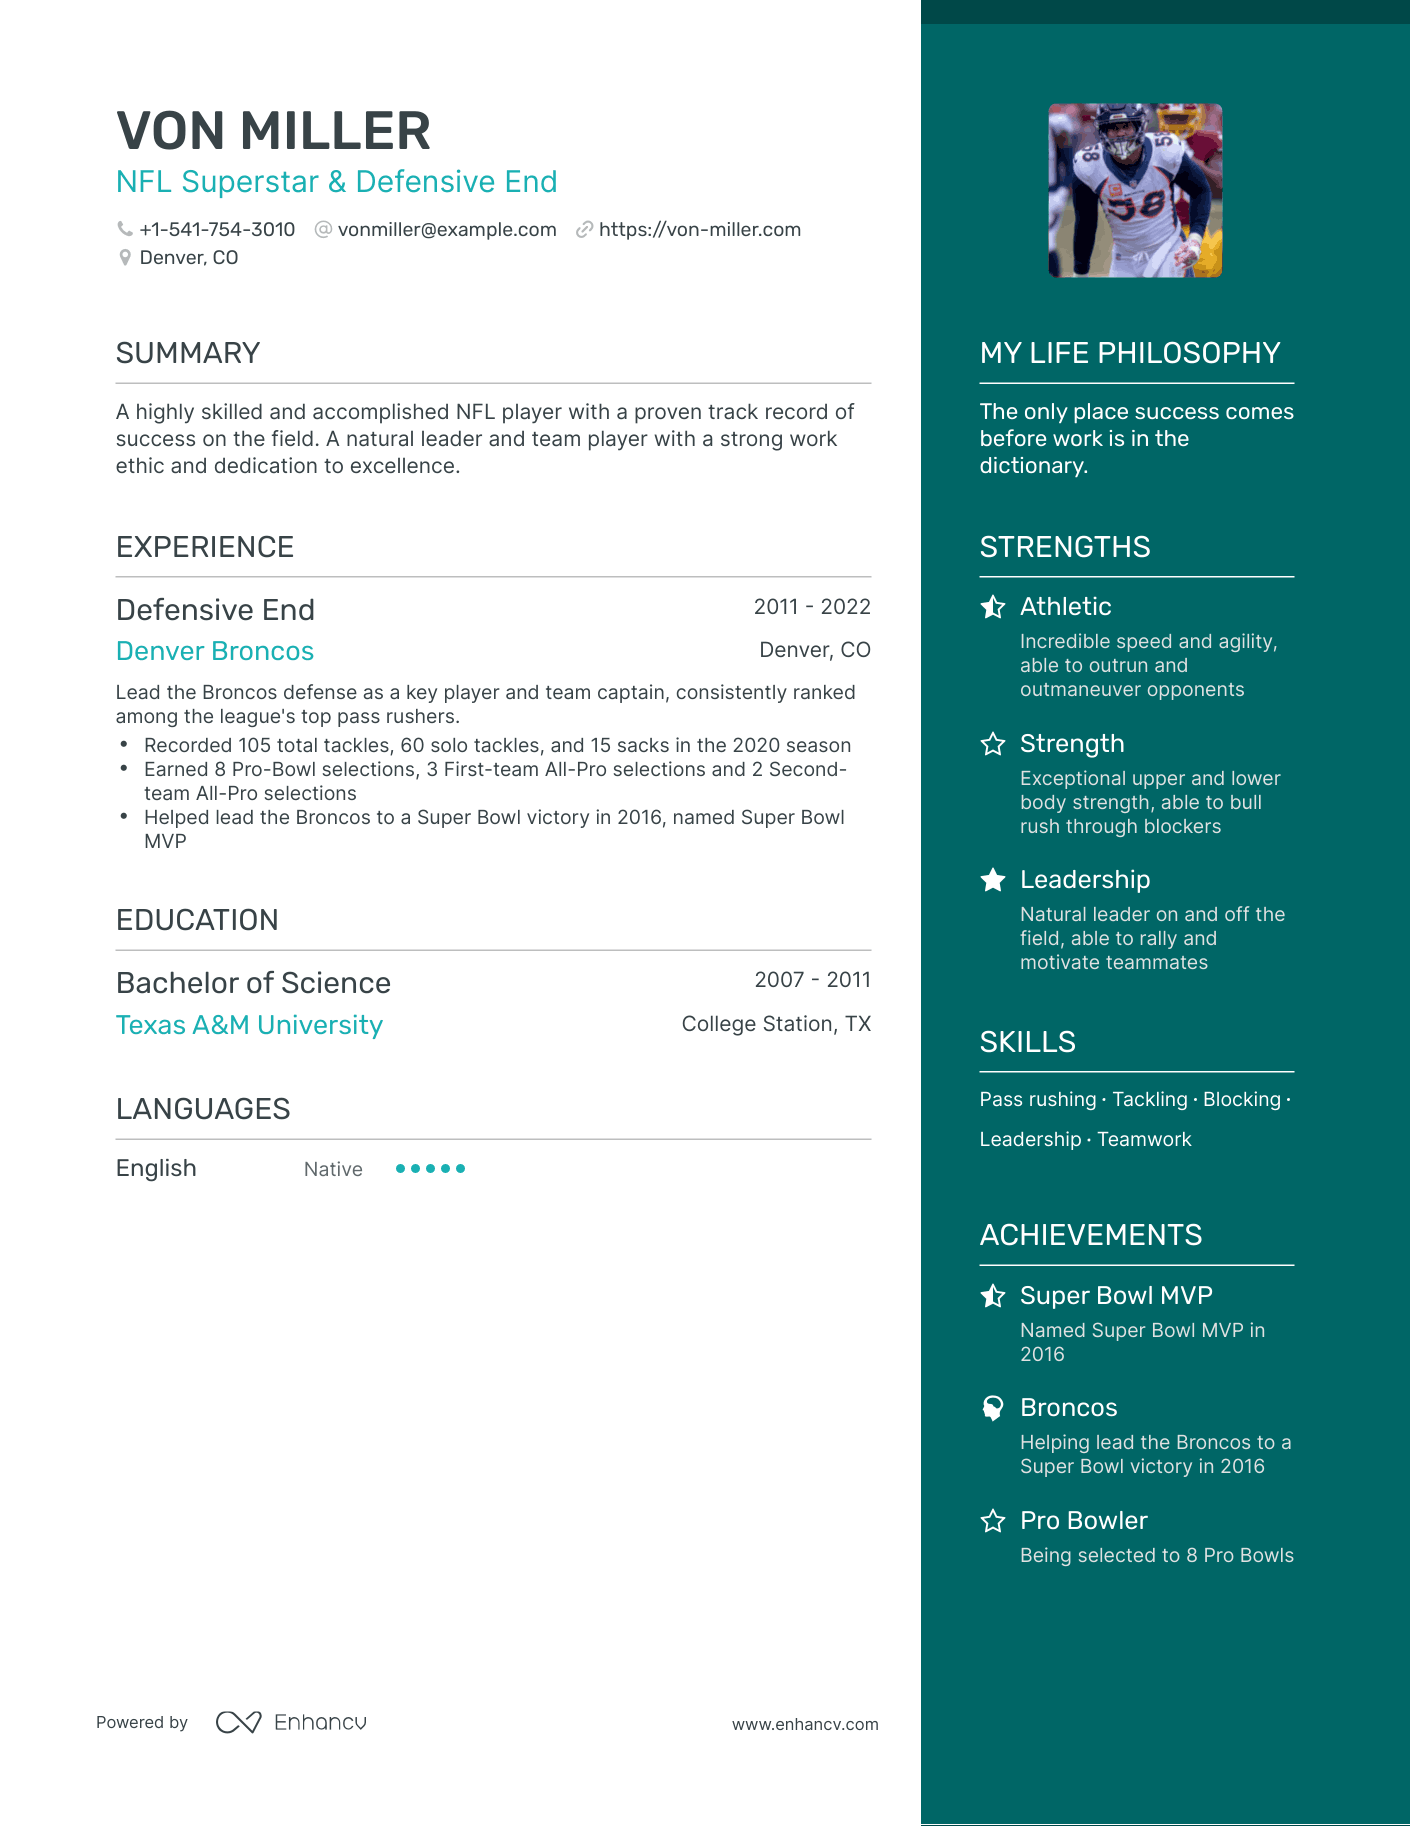 VON MILLER
NFL Superstar & Defensive End
+1-541-754-3010 vonmiller@example.com https://von-miller.com
Denver, CO
SUMMARY
A highly skilled and accomplished NFL player with a proven track record of
success on the field. A natural leader and team player with a strong work
ethic and dedication to excellence.
EXPERIENCE
Defensive End 2011 - 2022
Denver Broncos Denver, CO
Lead the Broncos defense as a key player and team captain, consistently ranked
among the league's top pass rushers.
• Recorded 105 total tackles, 60 solo tackles, and 15 sacks in the 2020 season
• Earned 8 Pro-Bowl selections, 3 First-team All-Pro selections and 2 Second-
team All-Pro selections
• Helped lead the Broncos to a Super Bowl victory in 2016, named Super Bowl
MVP
EDUCATION
Bachelor of Science 2007 - 2011
Texas A&M University College Station, TX
LANGUAGES
English Native
Powered by Enhancv www.enhancv.com
58
MY LIFE PHILOSOPHY
The only place success comes
before work is in the
dictionary.
STRENGTHS
Athletic
Incredible speed and agility,
able to outrun and
outmaneuver opponents
Strength
Exceptional upper and lower
body strength, able to bull
rush through blockers
Leadership
Natural leader on and off the
field, able to rally and
motivate teammates
SKILLS
Pass rushing · Tackling · Blocking ·
Leadership · Teamwork
ACHIEVEMENTS
Super Bowl MVP
Named Super Bowl MVP in
2016
Broncos
Helping lead the Broncos to a
Super Bowl victory in 2016
Pro Bowler
Being selected to 8 Pro Bowls